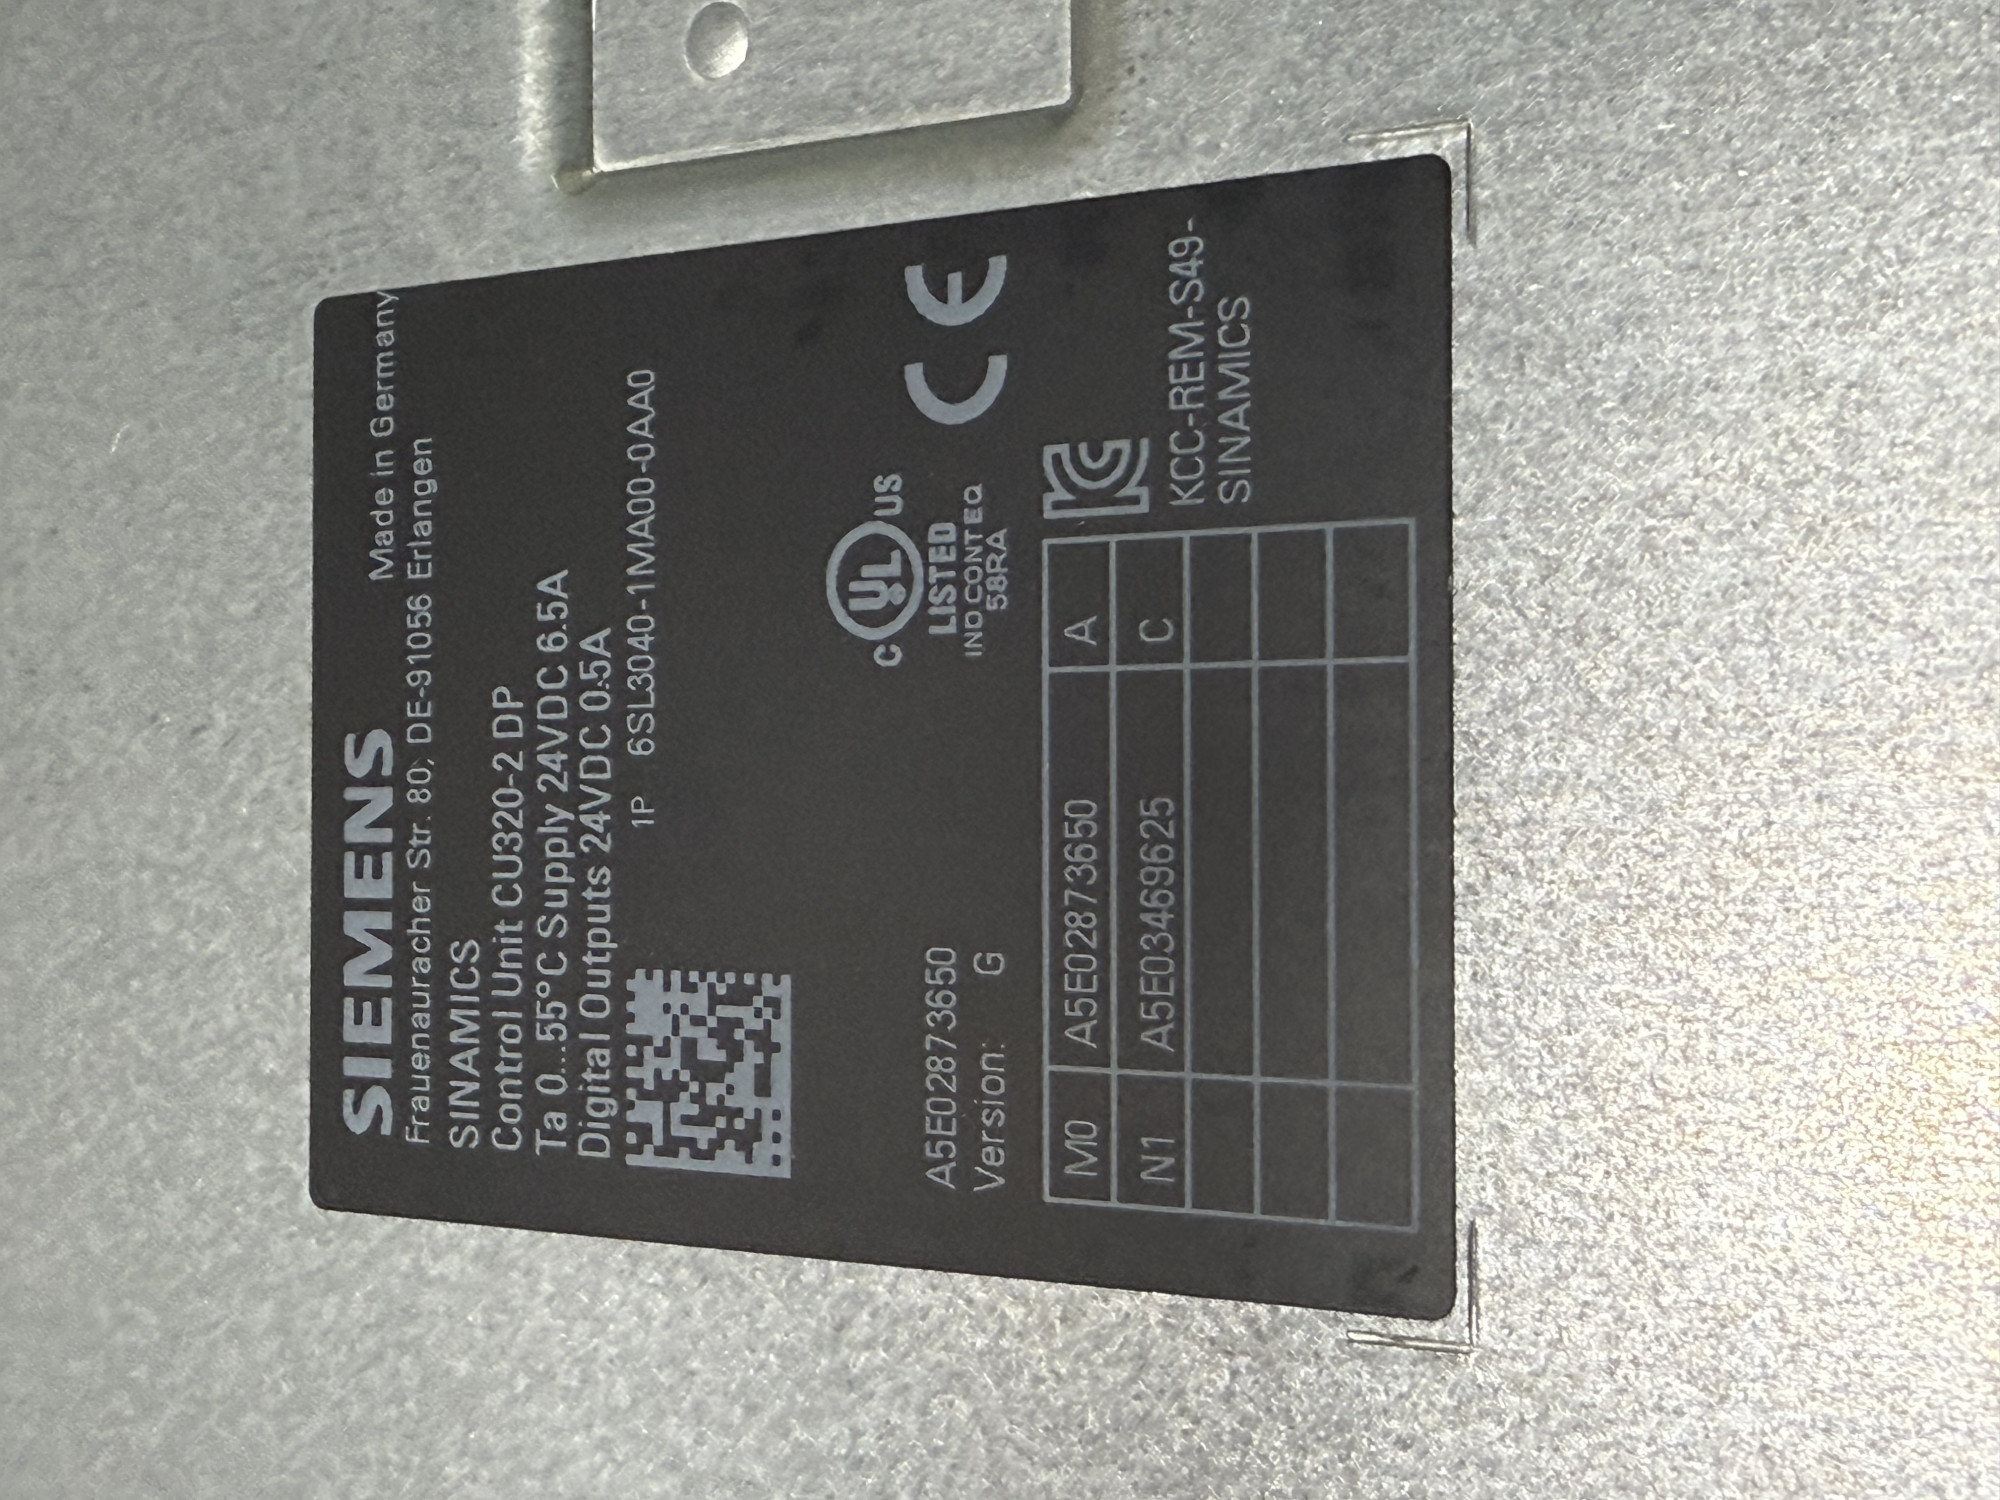 SIEMENS
Made in Germany
Frauenauracher Str. 80; DE-91056 Erlangen
SINAMICS
Control Unit CU320-2 DP
Ta 0...55°C Supply 24VDC 6.5A
Digital Outputs 24VDC 0.5A
1P 6SL3040-1MA00-0AA0
C UL US
LISTED
IND CONT EQ
58RA
CE
A5E02873650
Version: G
M0 A5E02873650 A
N1 A5E03469625 C
KCC-REM-S49-
SINAMICS